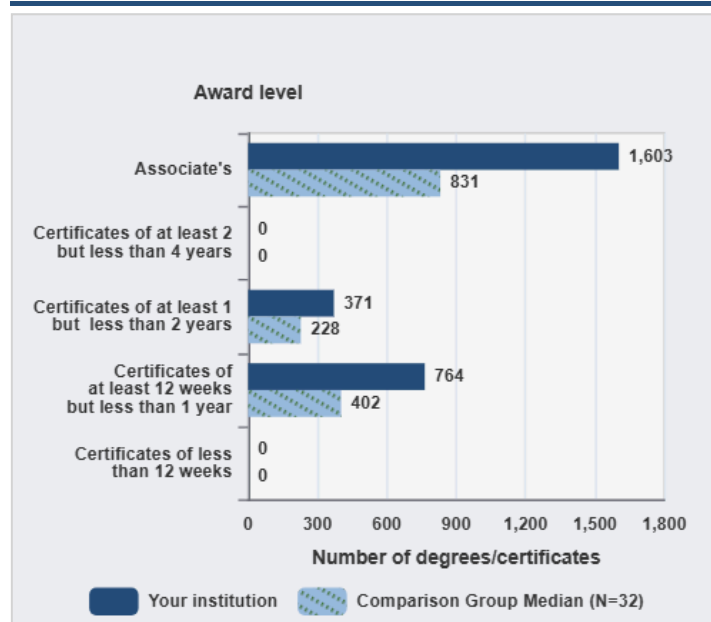 Award level
Associate's
1,603
831
Certificates of at least 2
but less than 4 years
0
0
Certificates of at least 1
but less than 2 years
371
228
Certificates of
at least 12 weeks
but less than 1 year
764
402
Certificates of less
than 12 weeks
0
0
0 300 600 900 1,200 1,500 1,800
Number of degrees/certificates
Your institution Comparison Group Median (N=32)